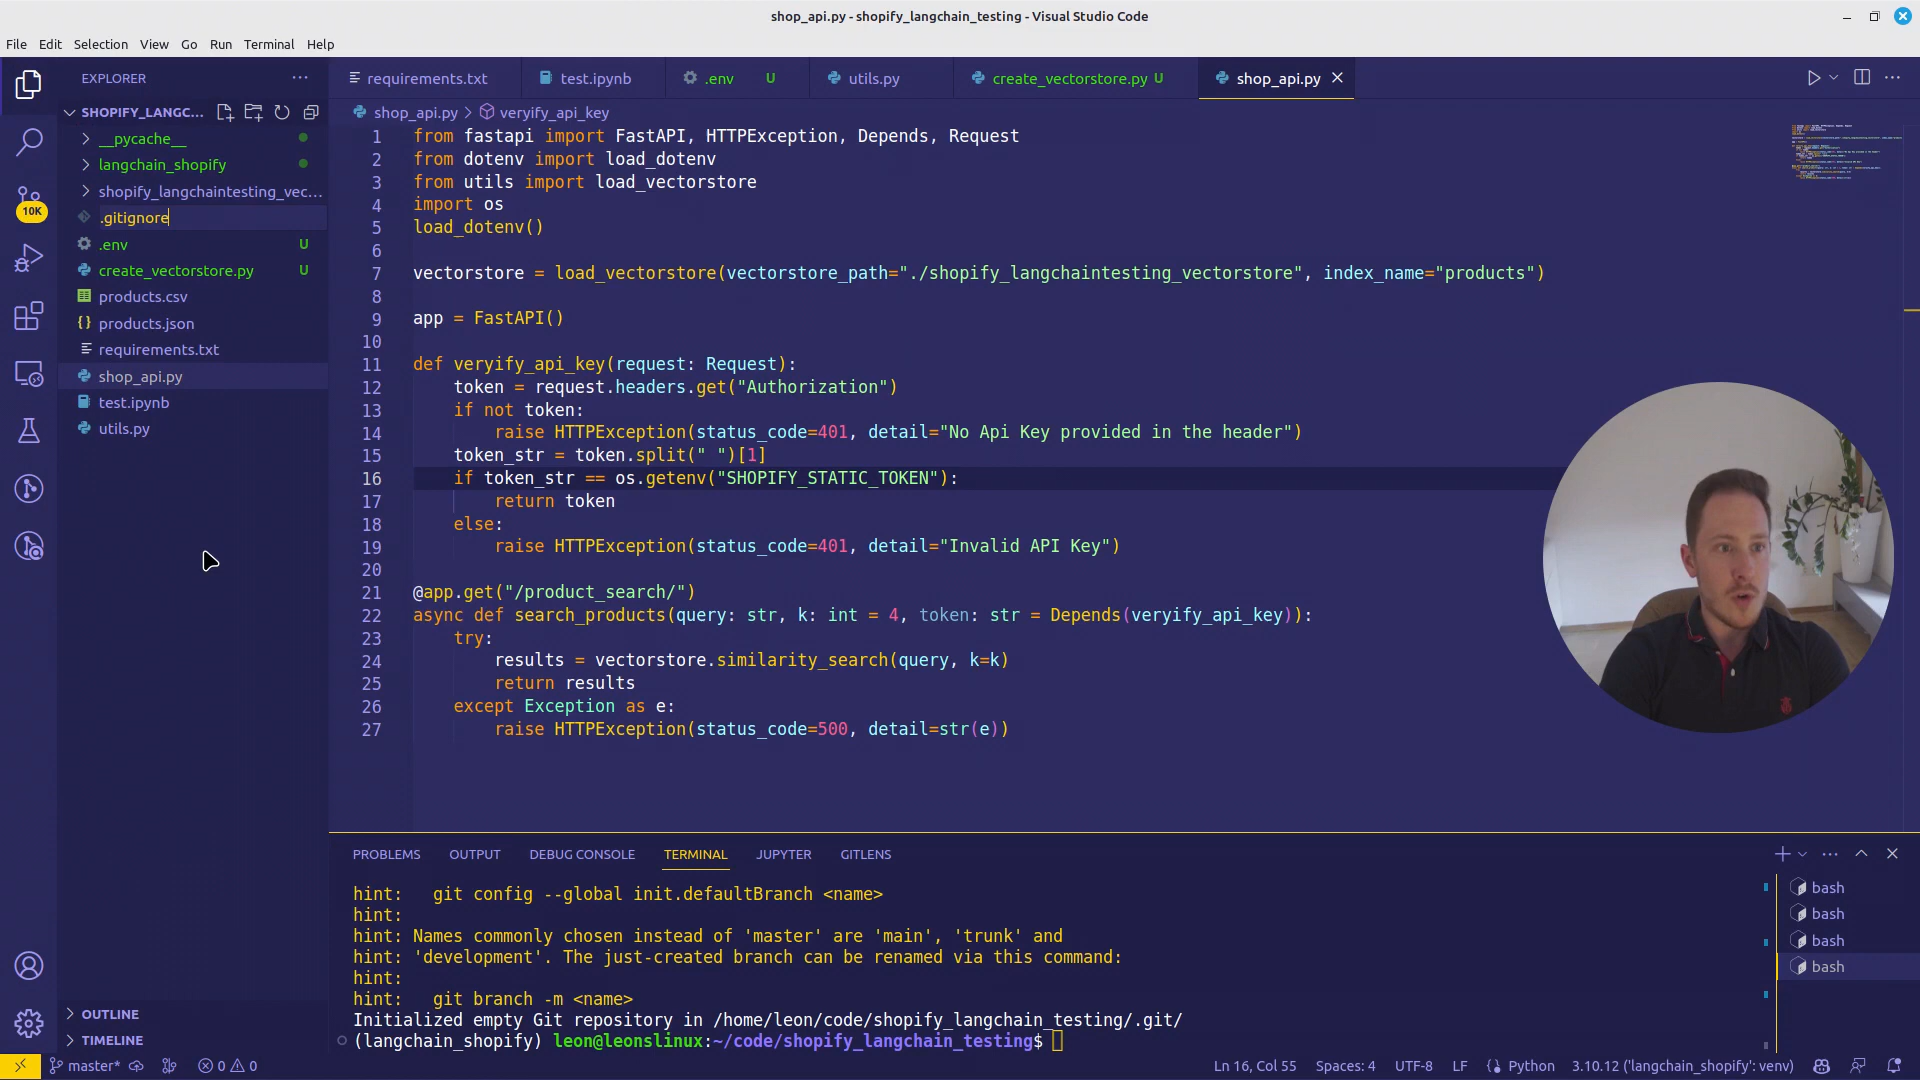 shop_api.py - shopify_langchain_testing - Visual Studio Code
File Edit Selection View Go Run Terminal Help
EXPLORER
SHOPIFY_LANGC...
__pycache__
langchain_shopify
shopify_langchaintesting_vec...
.gitignore
.env U
create_vectorstore.py U
products.csv
products.json
requirements.txt
shop_api.py
test.ipynb
utils.py
10K
OUTLINE
TIMELINE
requirements.txt test.ipynb .env U utils.py create_vectorstore.py U shop_api.py
shop_api.py > veryify_api_key
1 from fastapi import FastAPI, HTTPException, Depends, Request
2 from dotenv import load_dotenv
3 from utils import load_vectorstore
4 import os
5 load_dotenv()
6
7 vectorstore = load_vectorstore(vectorstore_path="./shopify_langchaintesting_vectorstore", index_name="products")
8
9 app = FastAPI()
10
11 def veryify_api_key(request: Request):
12 token = request.headers.get("Authorization")
13 if not token:
14 raise HTTPException(status_code=401, detail="No Api Key provided in the header")
15 token_str = token.split(" ")[1]
16 if token_str == os.getenv("SHOPIFY_STATIC_TOKEN"):
17 return token
18 else:
19 raise HTTPException(status_code=401, detail="Invalid API Key")
20
21 @app.get("/product_search/")
22 async def search_products(query: str, k: int = 4, token: str = Depends(veryify_api_key)):
23 try:
24 results = vectorstore.similarity_search(query, k=k)
25 return results
26 except Exception as e:
27 raise HTTPException(status_code=500, detail=str(e))
PROBLEMS OUTPUT DEBUG CONSOLE TERMINAL JUPYTER GITLENS
hint: git config --global init.defaultBranch <name>
hint:
hint: Names commonly chosen instead of 'master' are 'main', 'trunk' and
hint: 'development'. The just-created branch can be renamed via this command:
hint:
hint: git branch -m <name>
Initialized empty Git repository in /home/leon/code/shopify_langchain_testing/.git/
(langchain_shopify) leon@leonslinux:~/code/shopify_langchain_testing$
bash
bash
bash
bash
master* 0 0 Ln 16, Col 55 Spaces: 4 UTF-8 LF Python 3.10.12 ('langchain_shopify': venv)